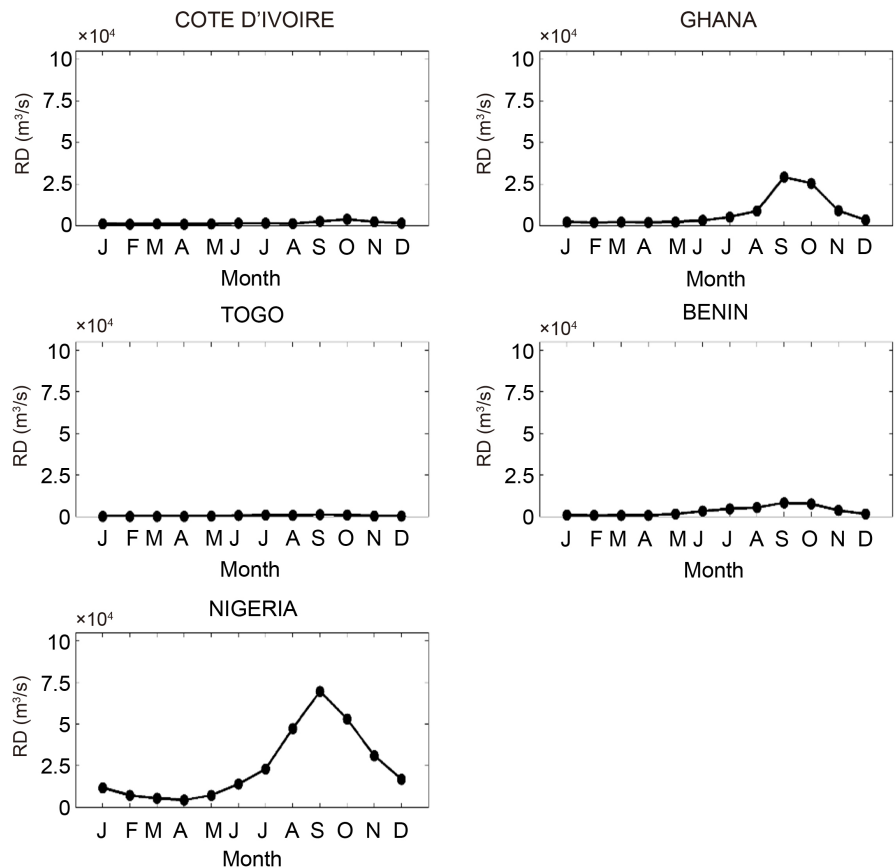 COTE D'IVOIRE
×10⁴
RD (m³/s)
10
7.5
5
2.5
0
J F M A M J J A S O N D
Month
GHANA
×10⁴
RD (m³/s)
10
7.5
5
2.5
0
J F M A M J J A S O N D
Month
TOGO
×10⁴
RD (m³/s)
10
7.5
5
2.5
0
J F M A M J J A S O N D
Month
BENIN
×10⁴
RD (m³/s)
10
7.5
5
2.5
0
J F M A M J J A S O N D
Month
NIGERIA
×10⁴
RD (m³/s)
10
7.5
5
2.5
0
J F M A M J J A S O N D
Month